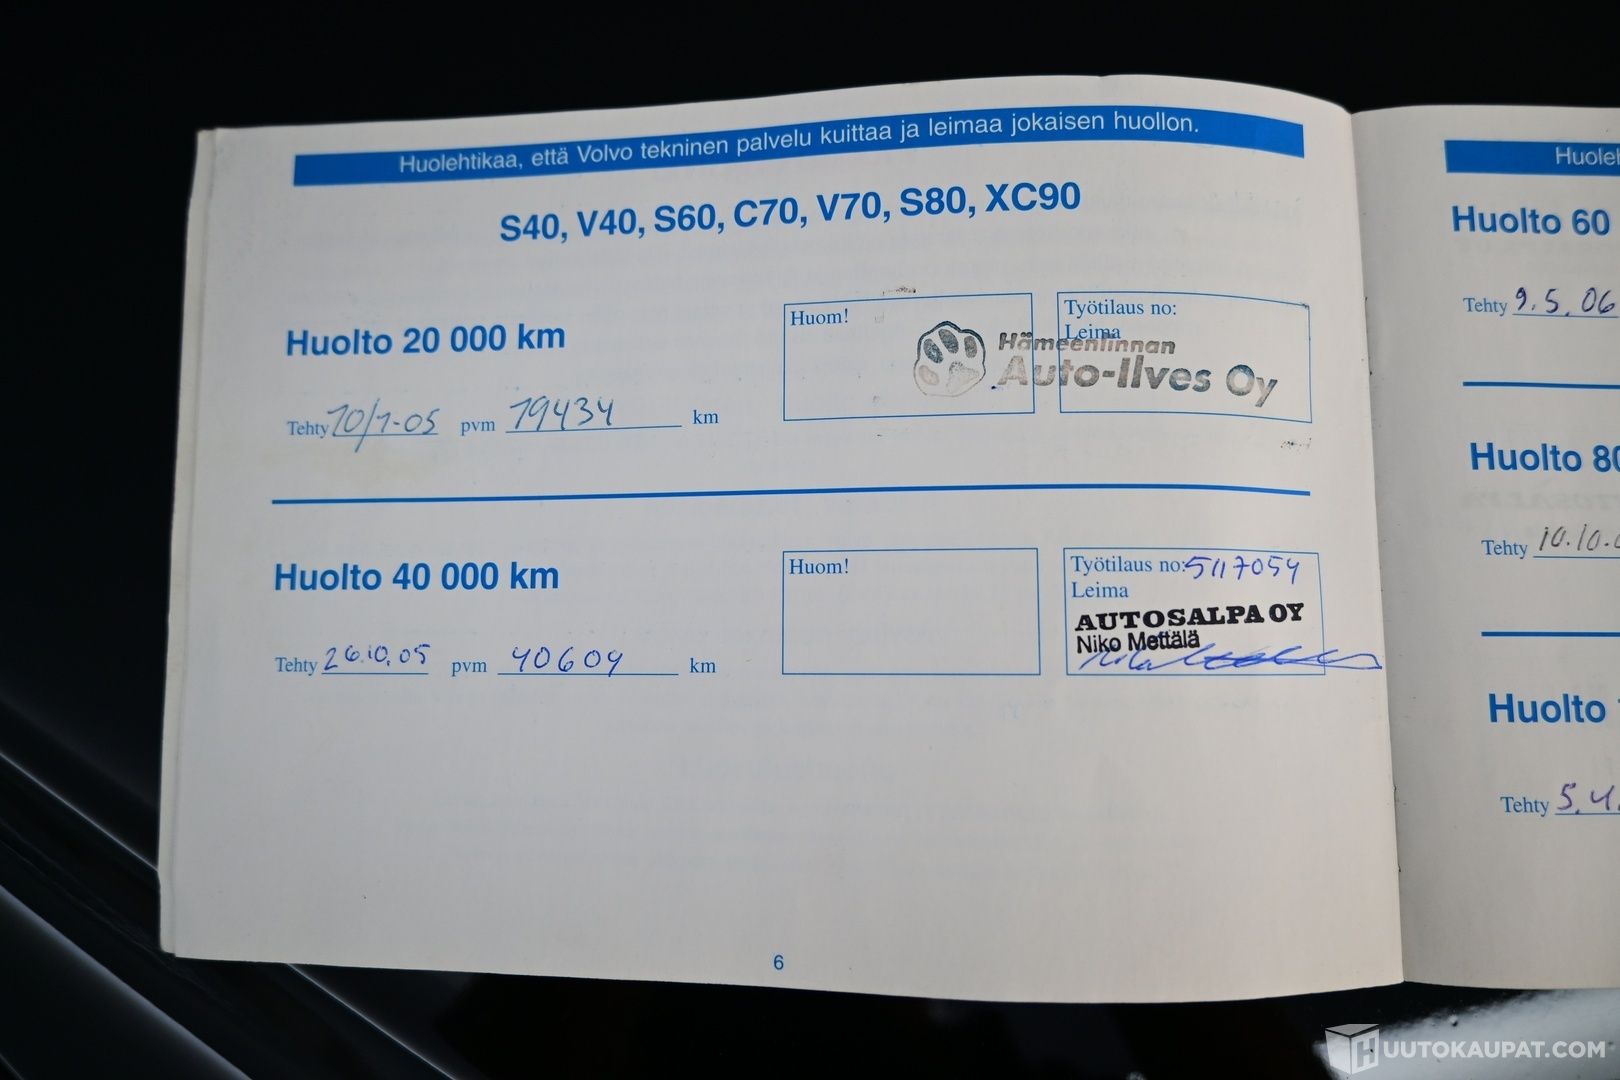 Huolehtikaa, että Volvo tekninen palvelu kuittaa ja leimaa jokaisen huollon.
S40, V40, S60, C70, V70, S80, XC90
Huolto 20 000 km
Tehty 10/1-05 pvm 19434 km
Huom!
Työtilaus no:
Leima
Hämeenlinnan
Auto-Ilves Oy
Huolto 40 000 km
Tehty 26.10.05 pvm 40604 km
Huom!
Työtilaus no: 5117054
Leima
AUTOSALPA OY
Niko Mettälä
6
Huolto 60
Tehty 9.5.06
Huolto 80
Tehty 10.10.
Huolto
Tehty 5.4.
HUUTOKAUPAT.COM